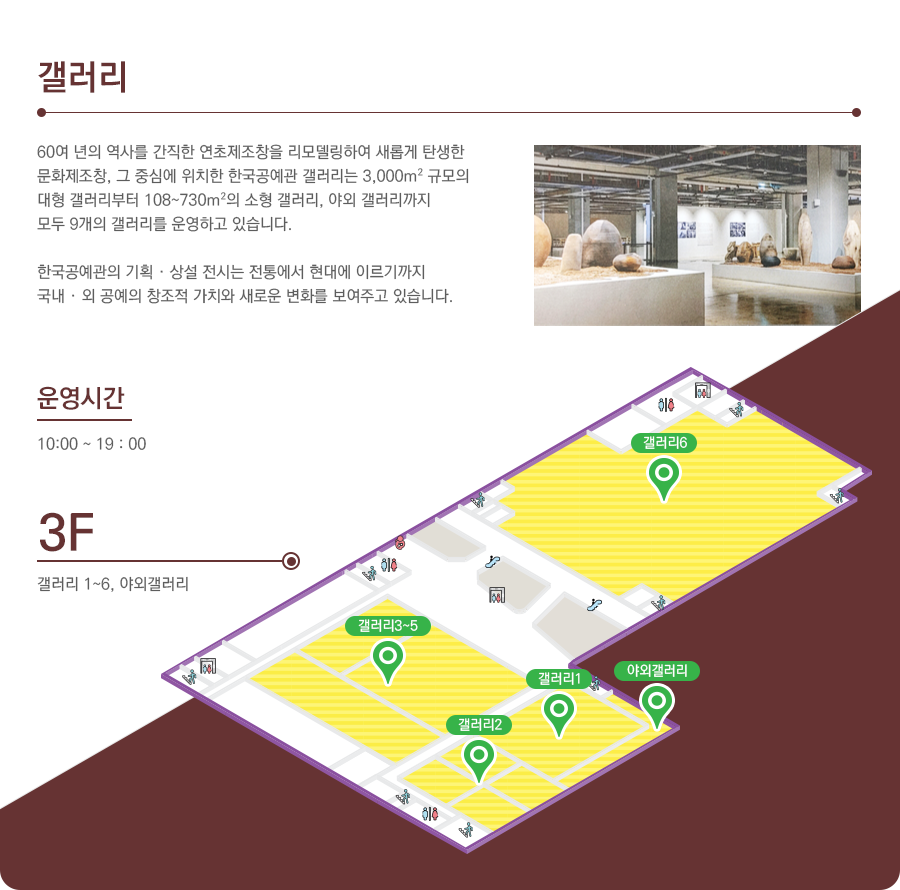 갤러리
60여 년의 역사를 간직한 연초제조창을 리모델링하여 새롭게 탄생한
문화제조창, 그 중심에 위치한 한국공예관 갤러리는 3,000m² 규모의
대형 갤러리부터 108~730m²의 소형 갤러리, 야외 갤러리까지
모두 9개의 갤러리를 운영하고 있습니다.
한국공예관의 기획 · 상설 전시는 전통에서 현대에 이르기까지
국내 · 외 공예의 창조적 가치와 새로운 변화를 보여주고 있습니다.
운영시간
10:00 ~ 19 : 00
3F
갤러리 1~6, 야외갤러리
갤러리6
갤러리3~5
갤러리1
야외갤러리
갤러리2